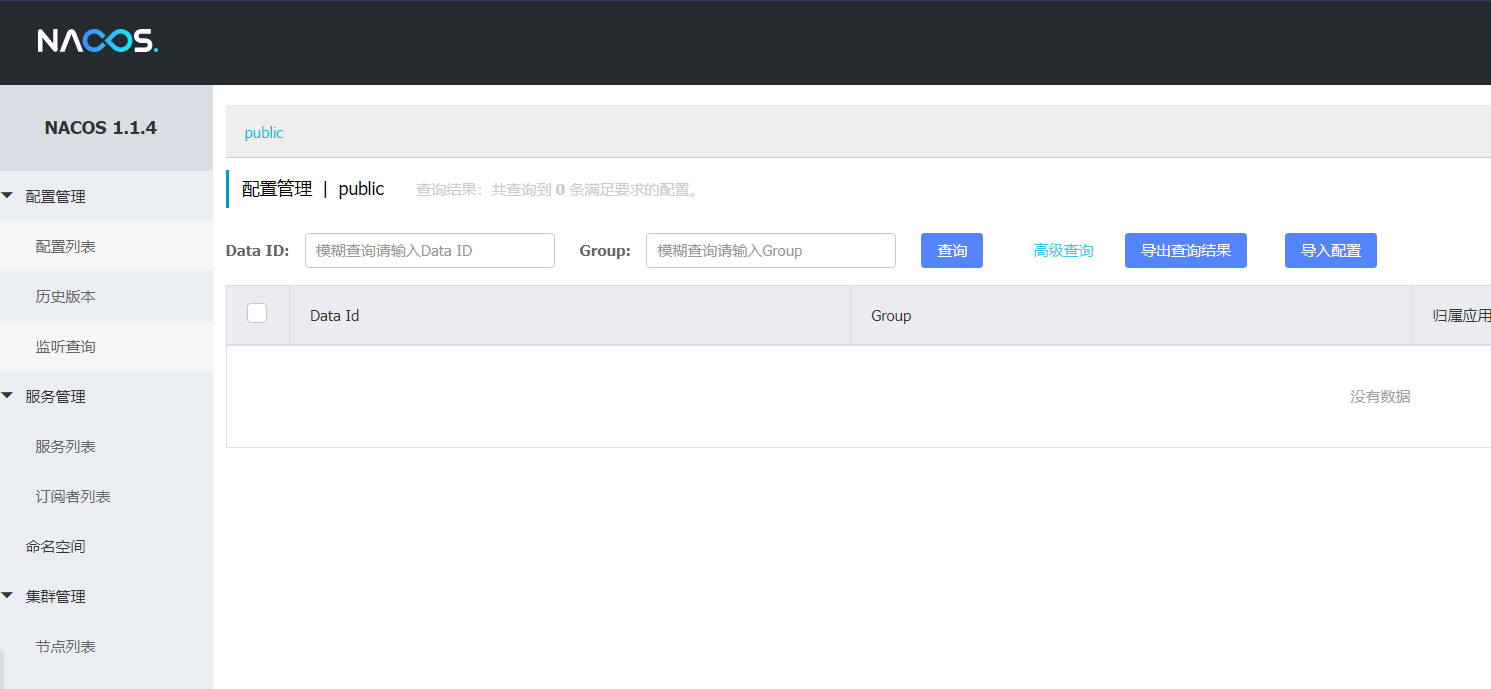 NACOS.
NACOS 1.1.4
public
配置管理 | public 查询结果：共查询到 0 条满足要求的配置。
Data ID: 模糊查询请输入Data ID Group: 模糊查询请输入Group 查询 高级查询 导出查询结果 导入配置
Data Id Group 归属应用
没有数据
配置管理
配置列表
历史版本
监听查询
服务管理
服务列表
订阅者列表
命名空间
集群管理
节点列表